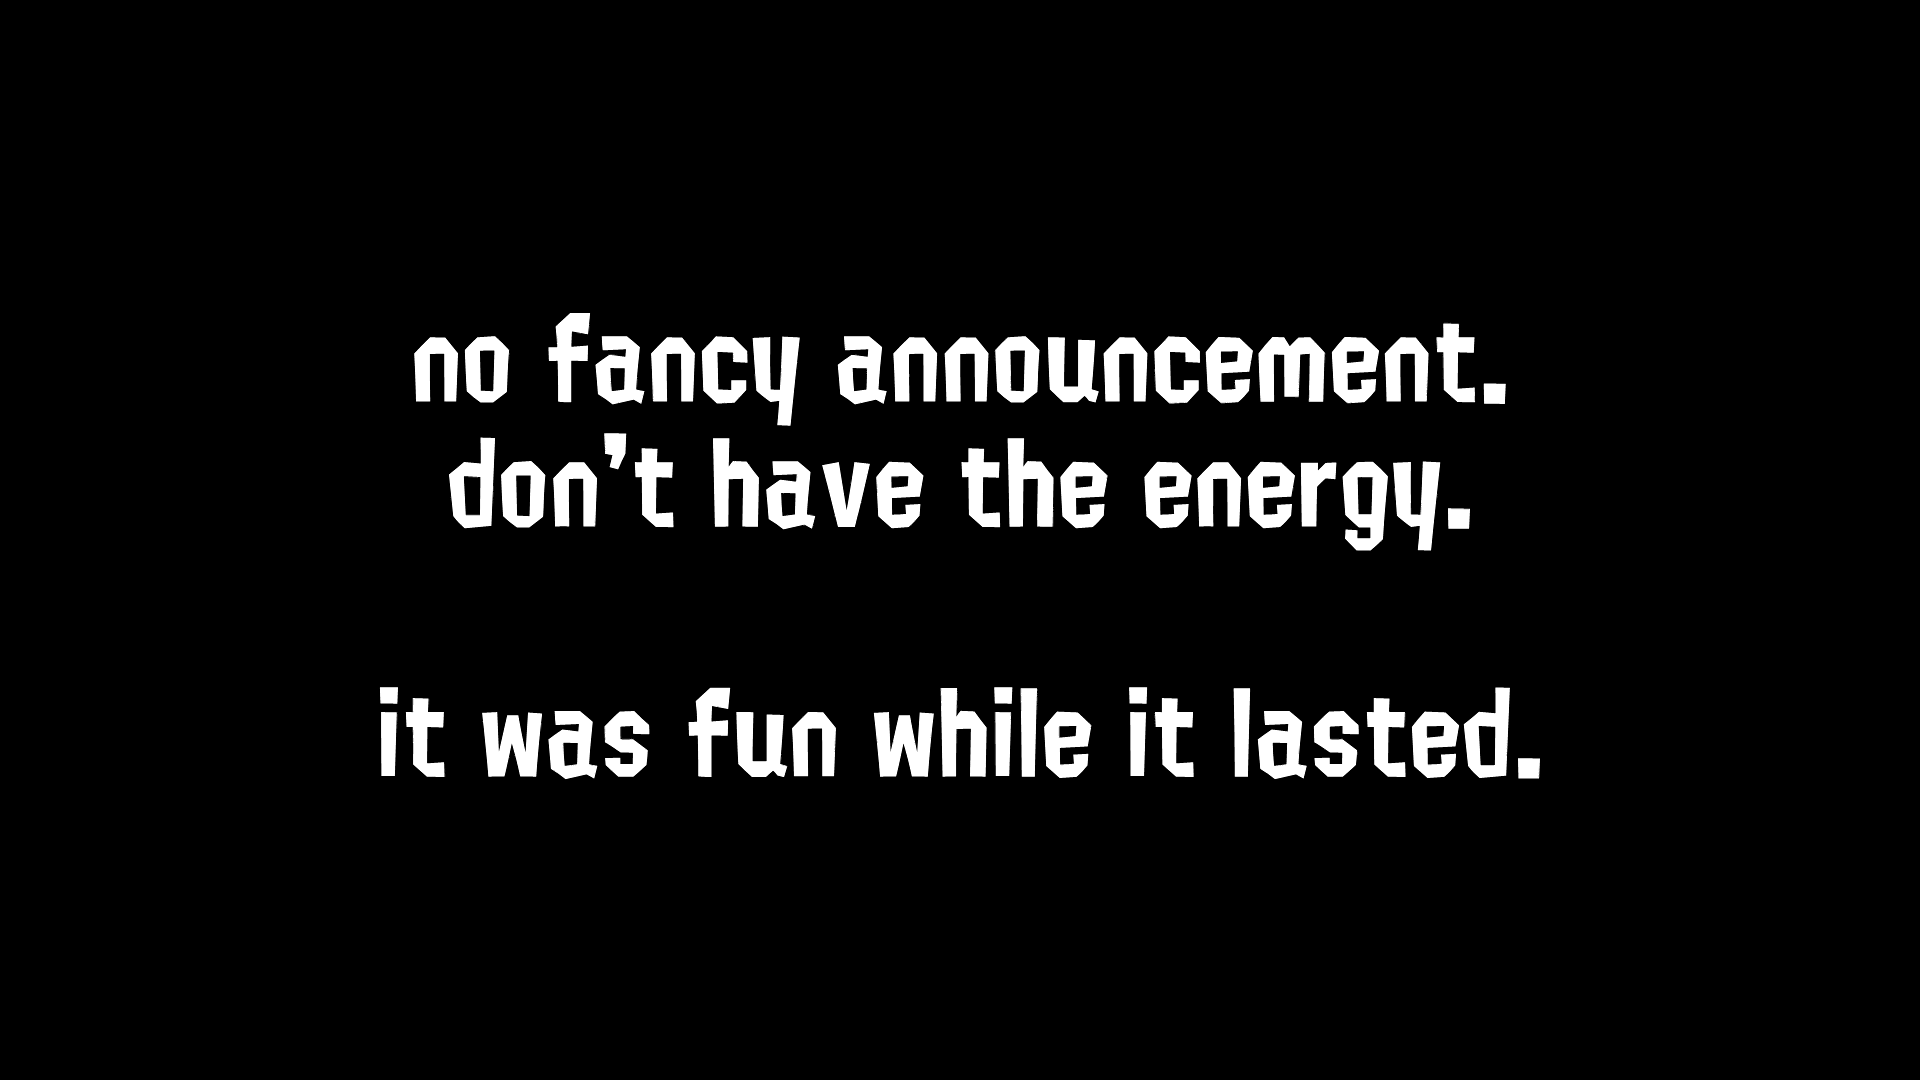 no fancy announcement.
don’t have the energy.
it was fun while it lasted.